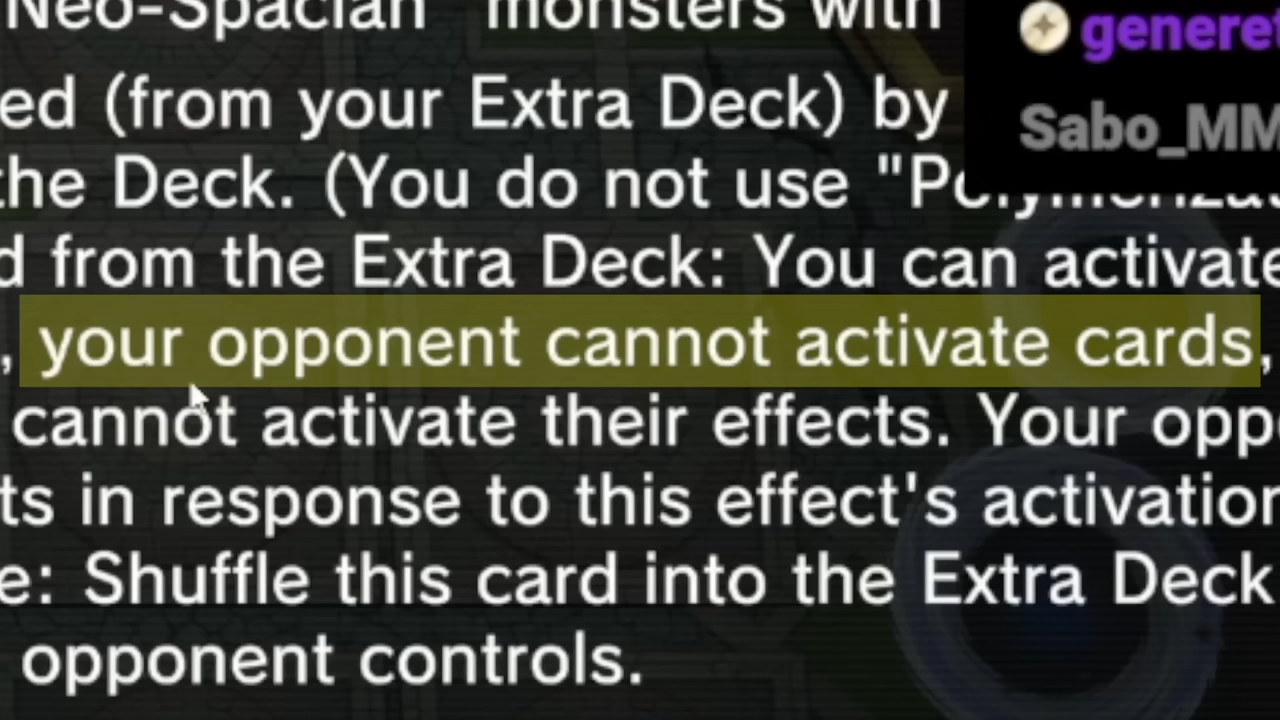 Neo-Spacian" monsters with
ed (from your Extra Deck) by
the Deck. (You do not use "Polymerizat
d from the Extra Deck: You can activate
, your opponent cannot activate cards,
cannot activate their effects. Your oppo
ts in response to this effect's activation
e: Shuffle this card into the Extra Deck
opponent controls.
generet
Sabo_MM